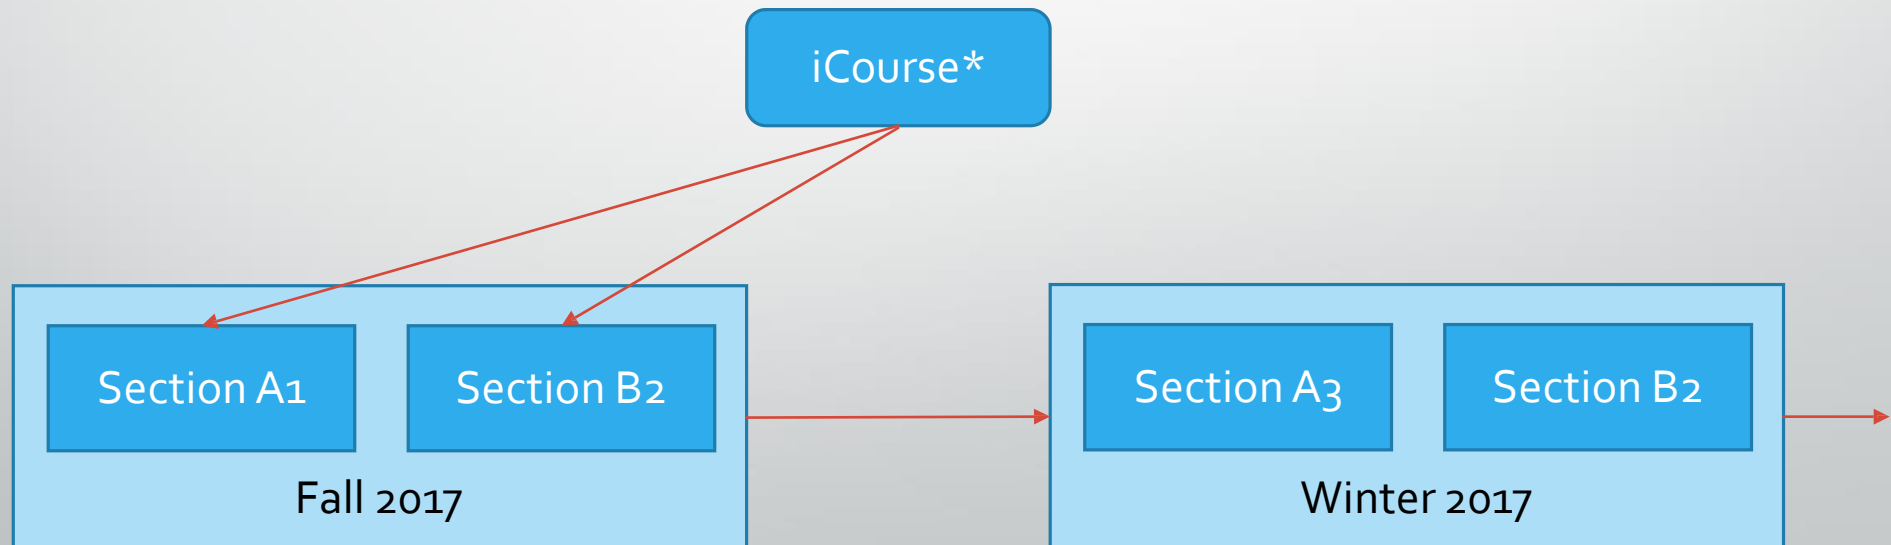 iCourse*
Section A1
Section B2
Section A3
Section B2
Fall 2017
Winter 2017